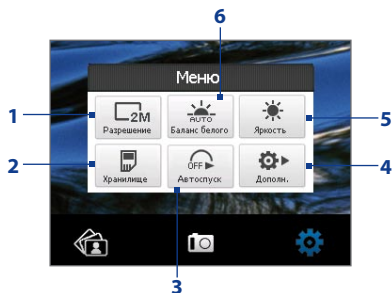 6
Меню
1
2M
AUTO
5
Разрешение
Баланс белого
Яркость
2
OFF
4
Хранилище
Автоспуск
Дополн.
3